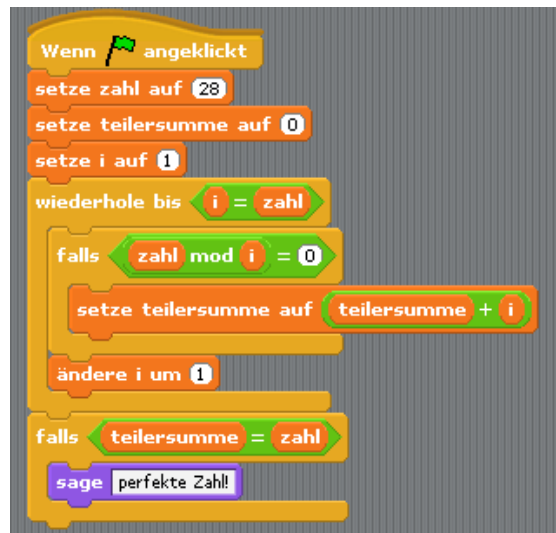 Wenn angeklickt
setze zahl auf 28
setze teilersumme auf 0
setze i auf 1
wiederhole bis i = zahl
falls zahl mod i = 0
setze teilersumme auf teilersumme + i
ändere i um 1
falls teilersumme = zahl
sage perfekte Zahl!